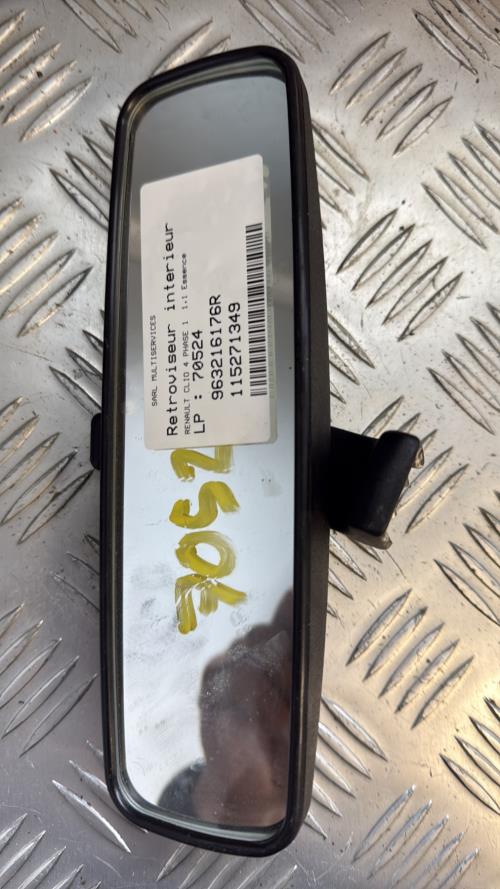 SARL MULTISERVICES
Retroviseur interieur
RENAULT CLIO 4 PHASE 1 1.1 Essence
LP : 70524
963216176R
115271349
7052